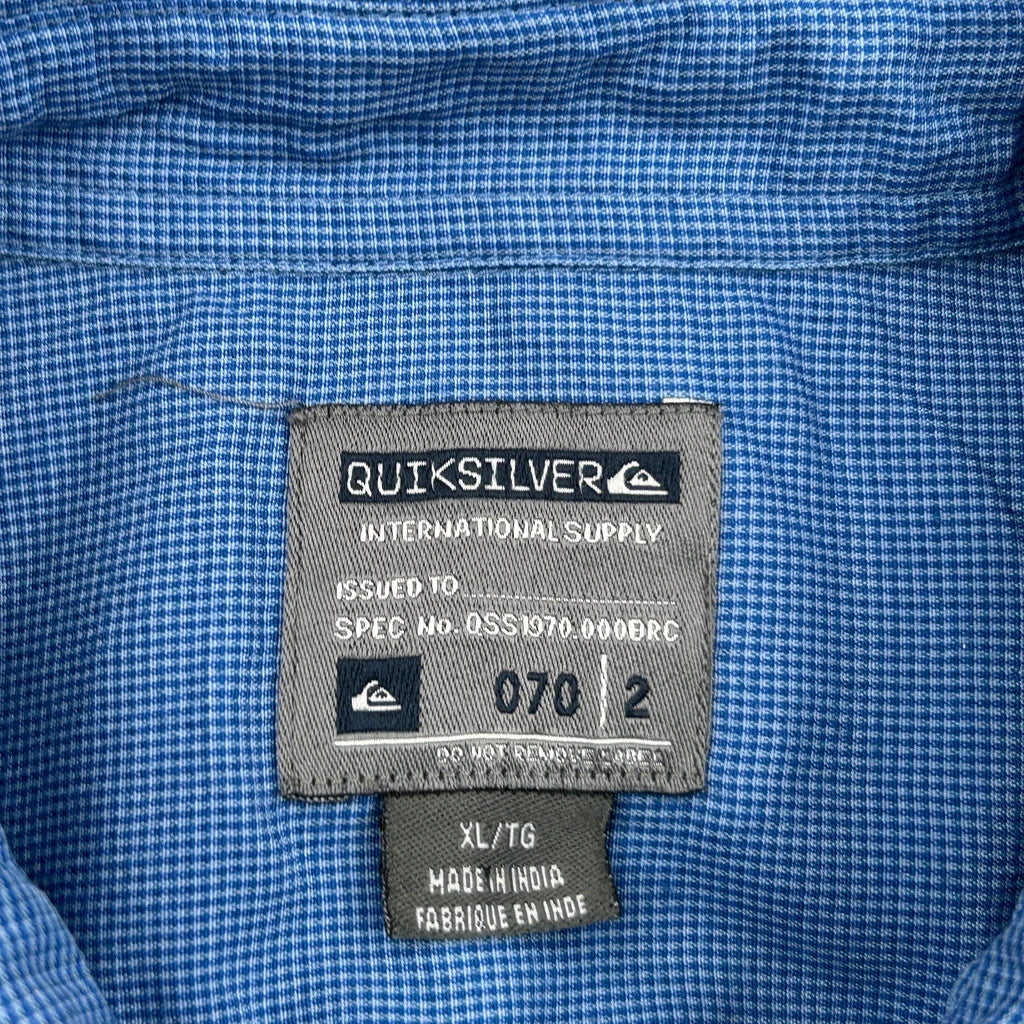 QUIKSILVER
INTERNATIONAL SUPPLY
ISSUED TO
SPEC No. QSS1970.000BRC
070 | 2
DO NOT REMOVE LABEL
XL/TG
MADE IN INDIA
FABRIQUE EN INDE